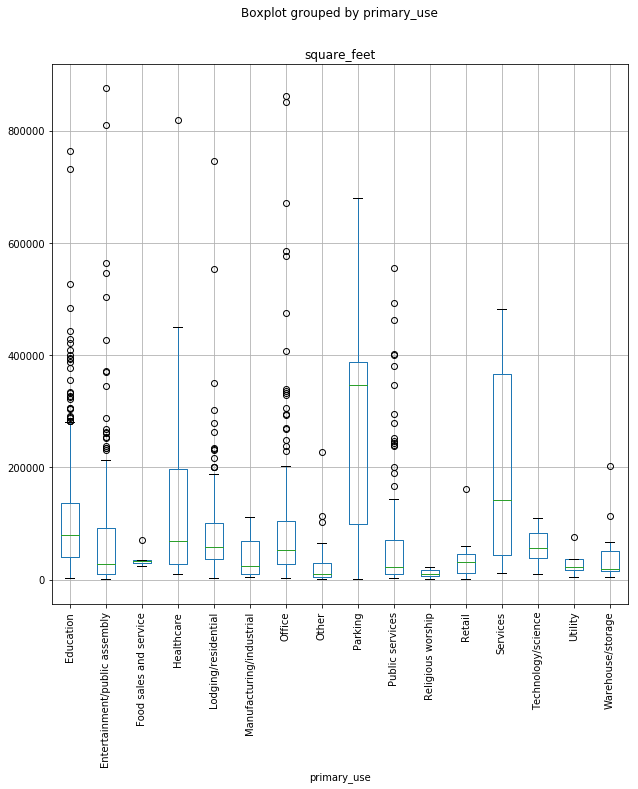 Boxplot grouped by primary_use
square_feet
800000
600000
400000
200000
0
Education
Entertainment/public assembly
Food sales and service
Healthcare
Lodging/residential
Manufacturing/industrial
Office
Other
Parking
Public services
Religious worship
Retail
Services
Technology/science
Utility
Warehouse/storage
primary_use